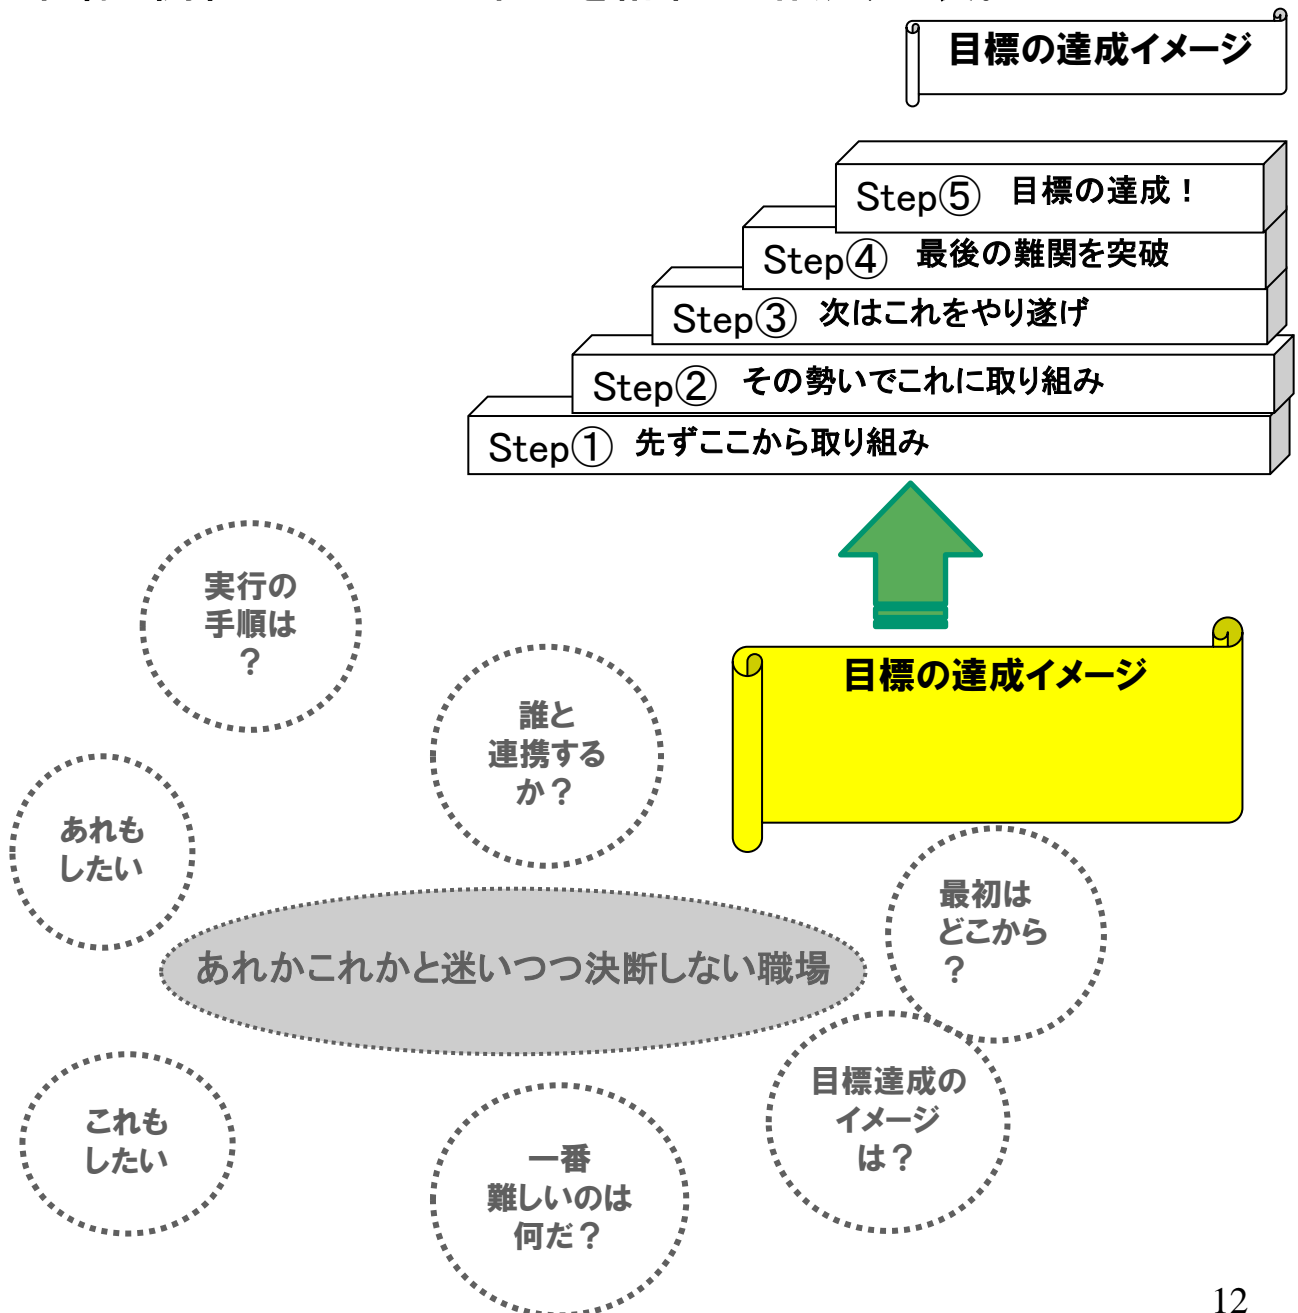 目標の達成イメージ
Step⑤ 目標の達成！
Step④ 最後の難関を突破
Step③ 次はこれをやり遂げ
Step② その勢いでこれに取り組み
Step① 先ずここから取り組み
実行の
手順は
？
誰と
連携する
か？
目標の達成イメージ
あれも
したい
最初は
どこから
？
あれかこれかと迷いつつ決断しない職場
目標達成の
イメージ
は？
これも
したい
一番
難しいのは
何だ？
12